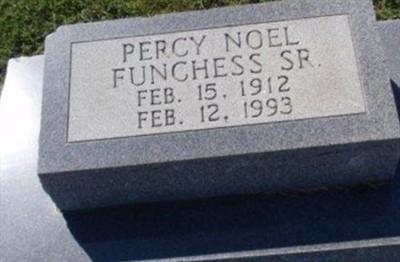 PERCY NOEL
FUNCHESS SR.
FEB. 15, 1912
FEB. 12, 1993